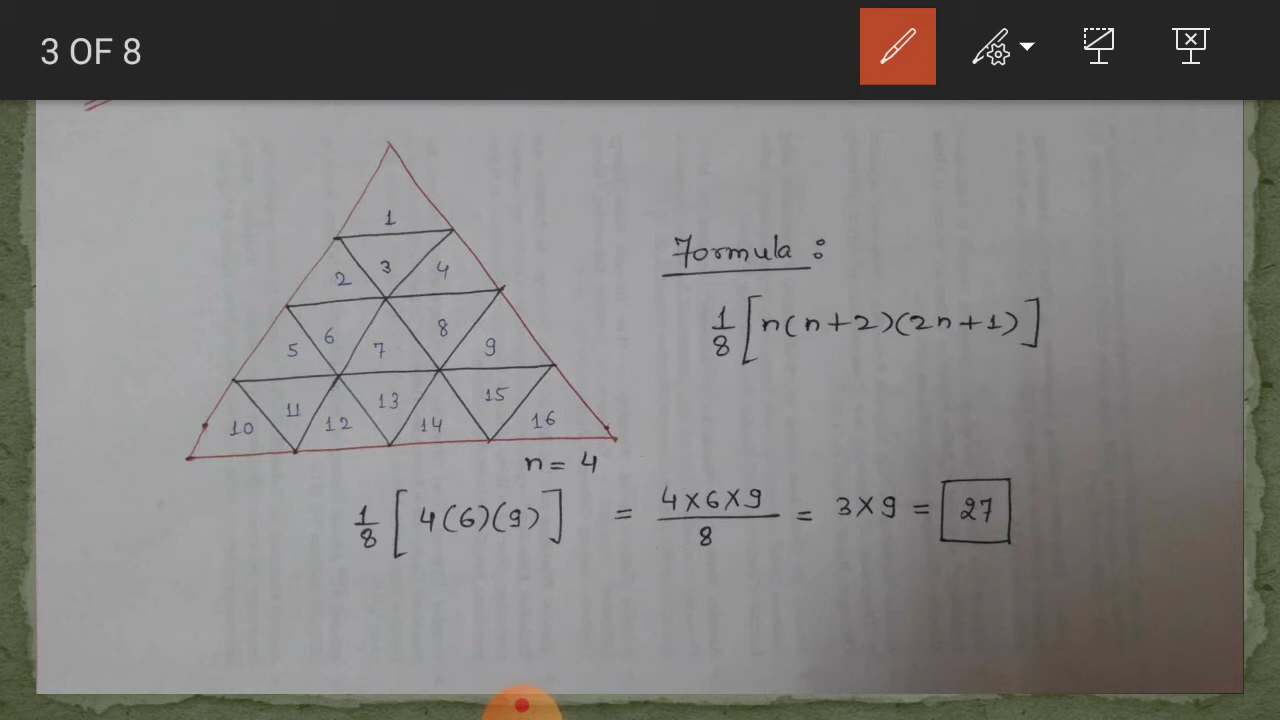 3 OF 8
1
2 3 4
5 6 7 8 9
10 11 12 13 14 15 16
n = 4
Formula :
1/8 [n(n+2)(2n+1)]
1/8 [4(6)(9)] = 4×6×9/8 = 3×9 = 27